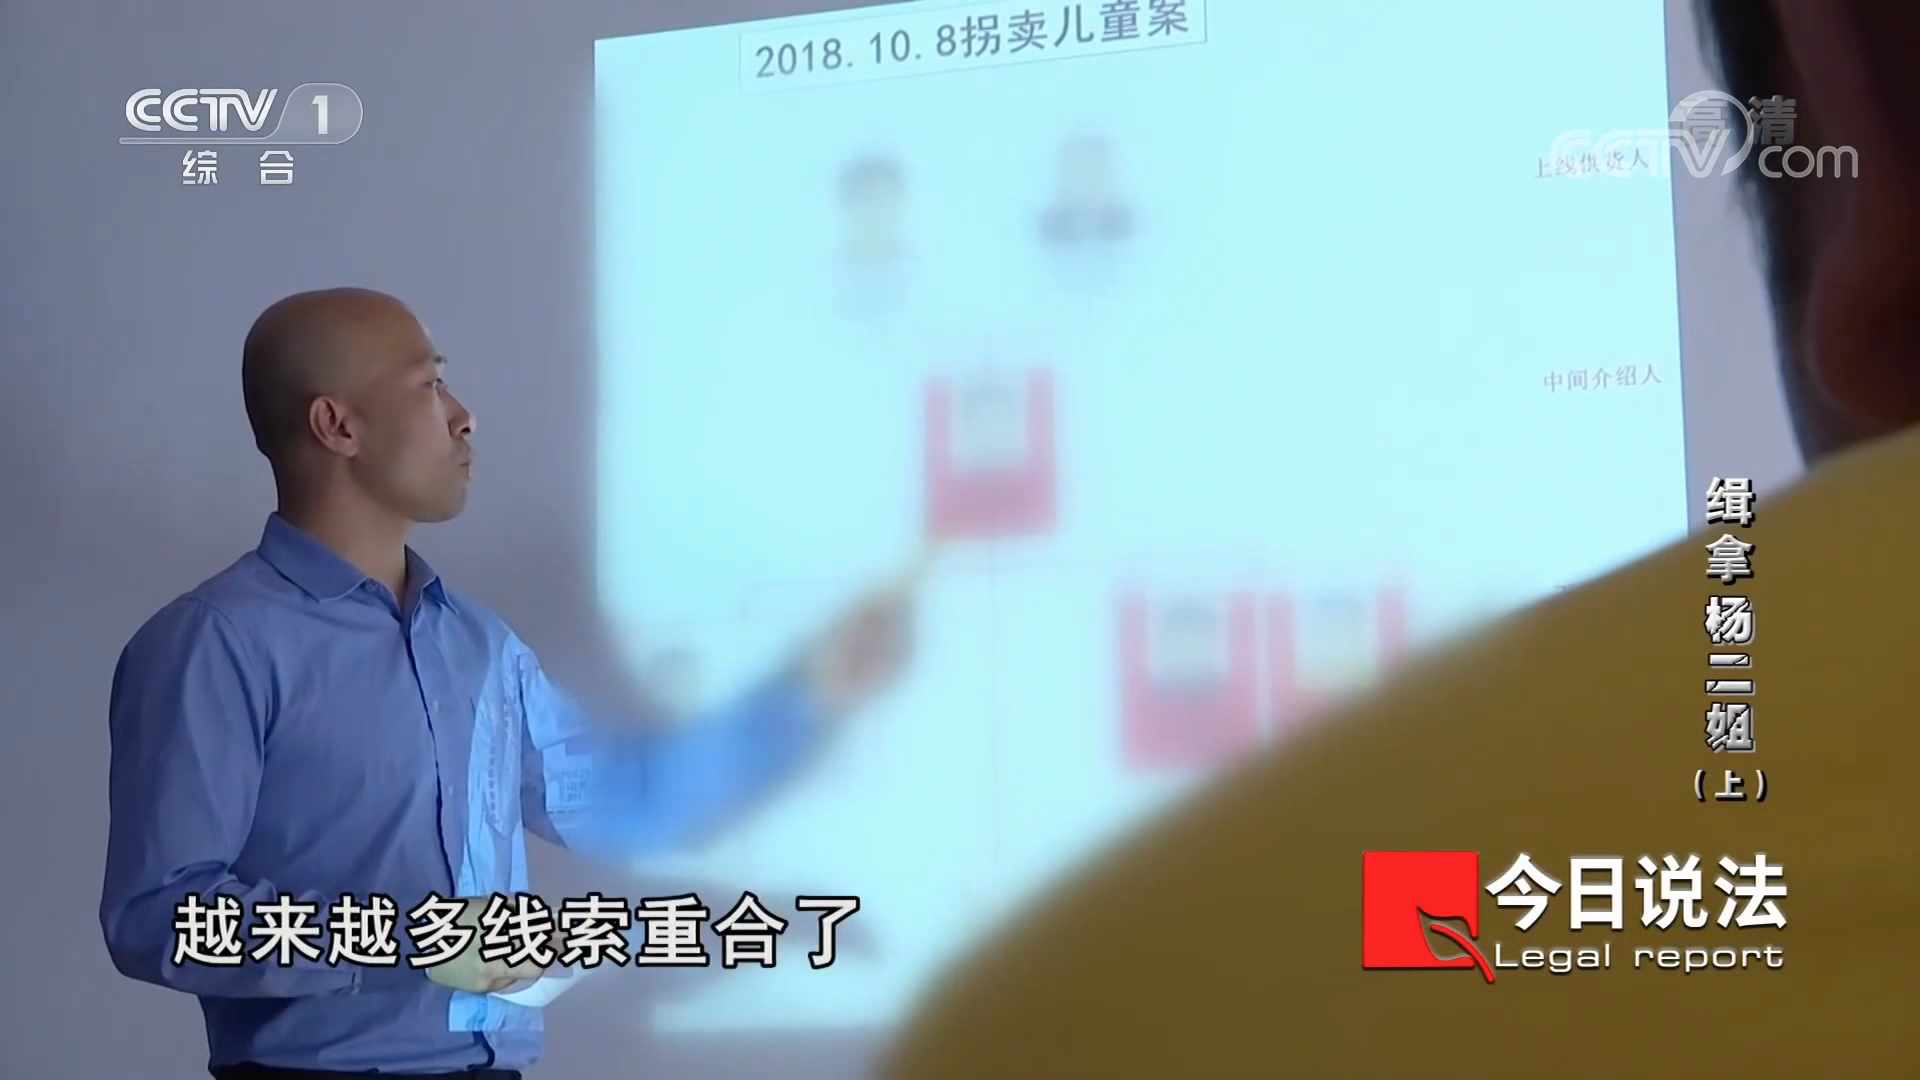 2018.10.8拐卖儿童案
CCTV 1
综合
高清
CCTV.com
上线供货人
中间介绍人
缉拿杨二姐
(上)
越来越多线索重合了
今日说法
Legal report